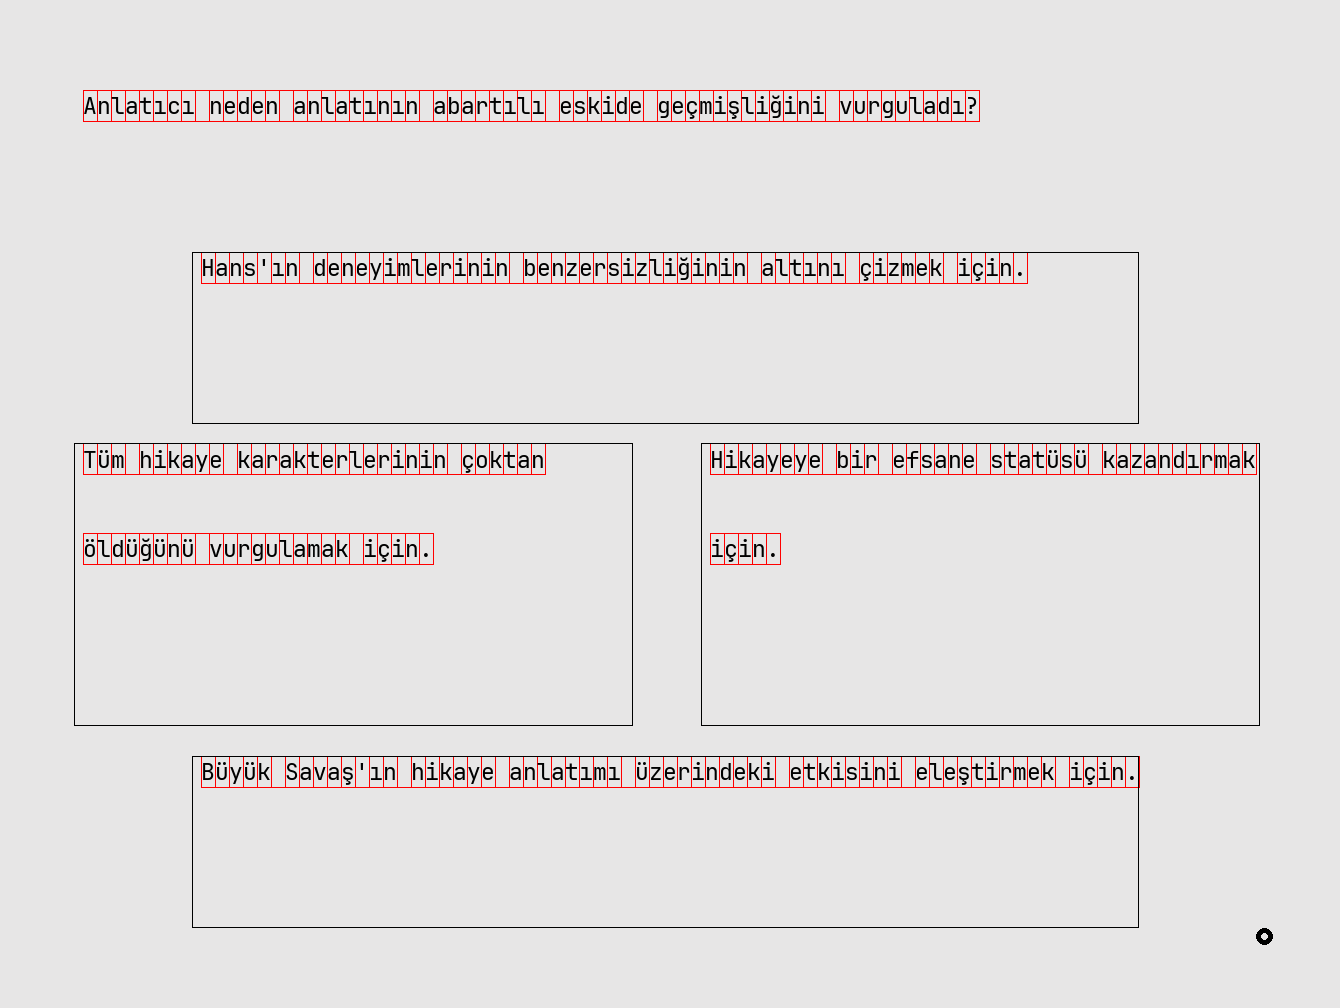 Anlatıcı neden anlatının abartılı eskide geçmişliğini vurguladı?
Hans'ın deneyimlerinin benzersizliğinin altını çizmek için.
Tüm hikaye karakterlerinin çoktan
öldüğünü vurgulamak için.
Hikayeye bir efsane statüsü kazandırmak
için.
Büyük Savaş'ın hikaye anlatımı üzerindeki etkisini eleştirmek için.